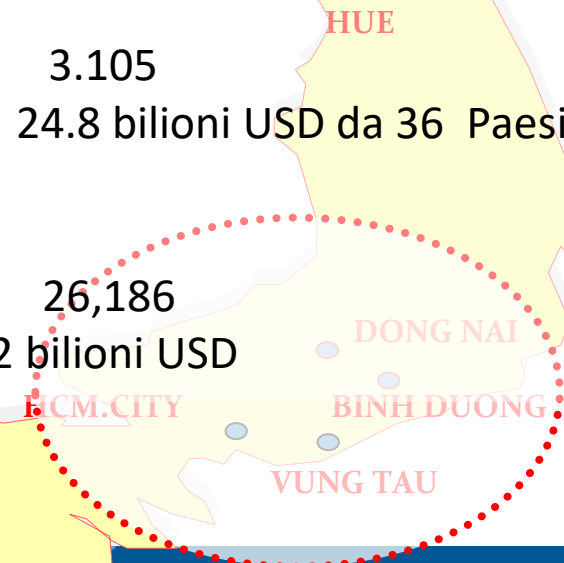 HUE
3.105
24.8 bilioni USD da 36 Paesi
26,186
2 bilioni USD
DONG NAI
HCM.CITY
BINH DUONG
VUNG TAU